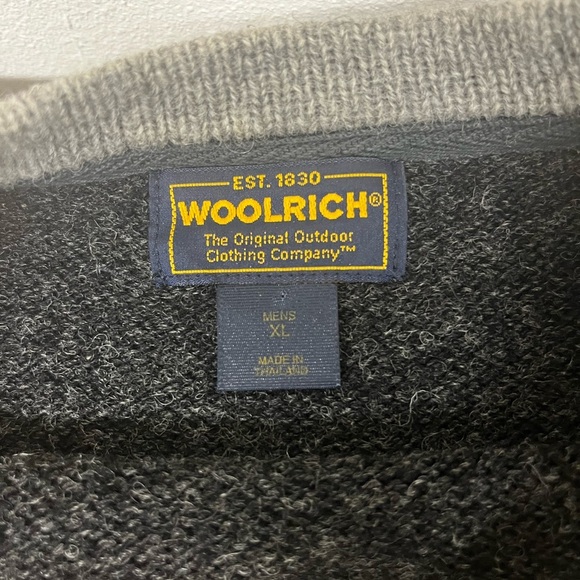 EST. 1830
WOOLRICH®
The Original Outdoor
Clothing Company™
MENS
XL
MADE IN
THAILAND